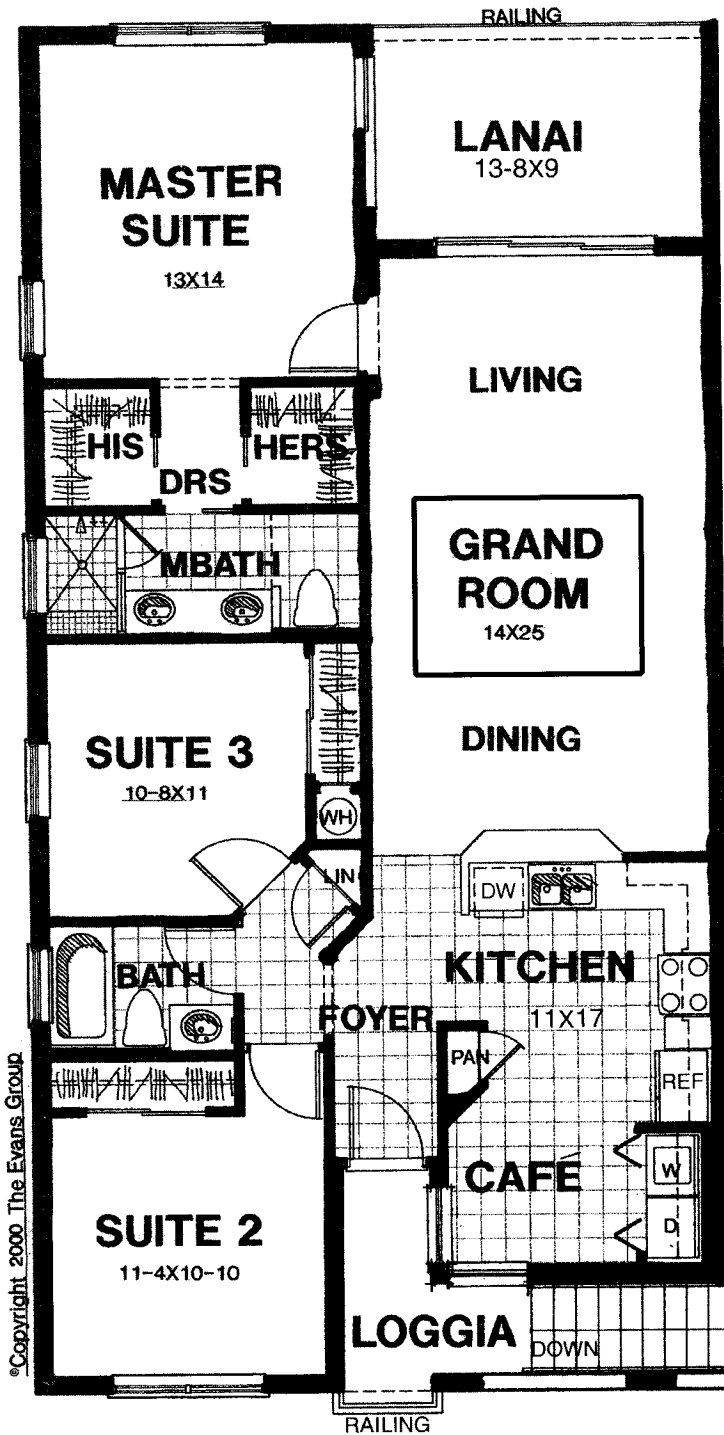 RAILING
LANAI
13-8X9
MASTER
SUITE
13X14
LIVING
HIS
HERS
DRS
GRAND
ROOM
14X25
MBATH
DINING
SUITE 3
10-8X11
WH
LIN
DW
BATH
KITCHEN
11X17
FOYER
PAN
REF
CAFÉ
W
D
SUITE 2
11-4X10-10
LOGGIA
DOWN
RAILING
©Copyright 2000 The Evans Group